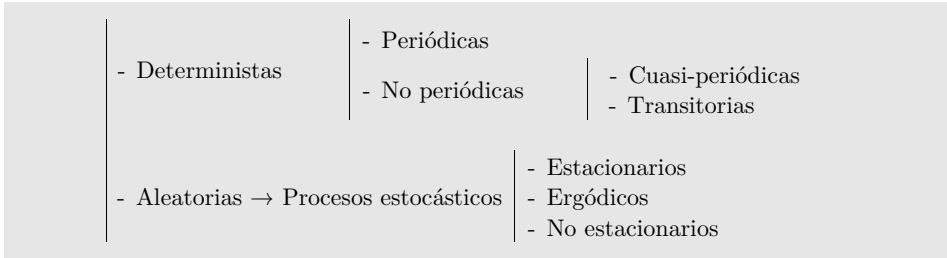 - Deterministas
- Periódicas
- No periódicas
- Cuasi-periódicas
- Transitorias
- Aleatorias → Procesos estocásticos
- Estacionarios
- Ergódicos
- No estacionarios